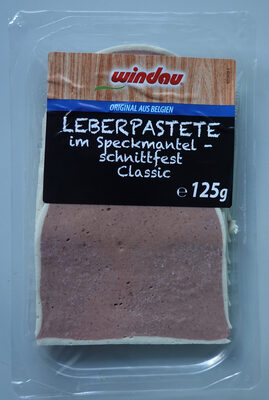 windau
ORIGINAL AUS BELGIEN
LEBERPASTETE
im Speckmantel –
schnittfest
Classic
℮ 125g